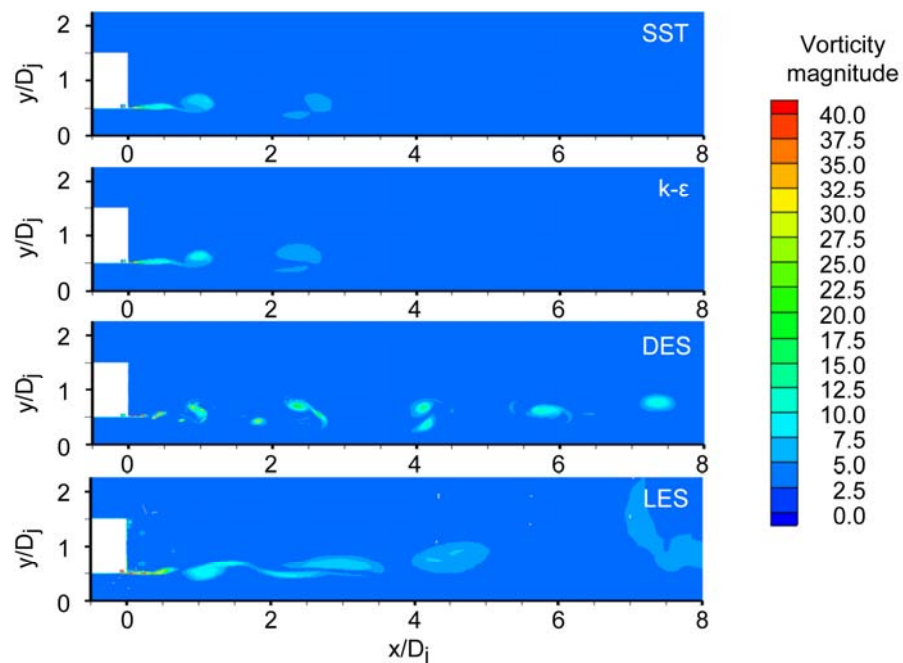 2
SST
y/Dj
1
0
0 2 4 6 8
2
k-ε
y/Dj
1
0
0 2 4 6 8
2
DES
y/Dj
1
0
0 2 4 6 8
2
LES
y/Dj
1
0
0 2 4 6 8
x/Dj
Vorticity
magnitude
40.0
37.5
35.0
32.5
30.0
27.5
25.0
22.5
20.0
17.5
15.0
12.5
10.0
7.5
5.0
2.5
0.0